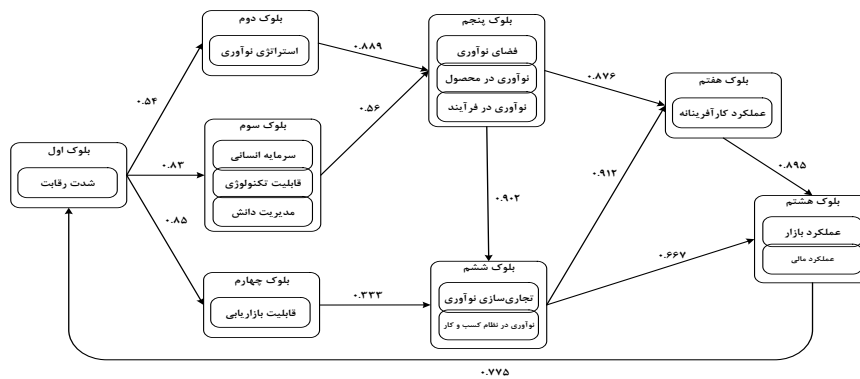 بلوک اول
شدت رقابت
۰.۵۴
۰.۸۳
۰.۸۵
بلوک دوم
استراتژی نوآوری
بلوک سوم
سرمایه انسانی
قابلیت تکنولوژی
مدیریت دانش
بلوک چهارم
قابلیت بازاریابی
۰.۸۸۹
۰.۵۶
۰.۳۳۳
بلوک پنجم
فضای نوآوری
نوآوری در محصول
نوآوری در فرآیند
۰.۹۰۲
بلوک ششم
تجاری‌سازی نوآوری
نوآوری در نظام کسب و کار
۰.۸۷۶
۰.۹۱۲
۰.۶۶۷
بلوک هفتم
عملکرد کارآفرینانه
۰.۸۹۵
بلوک هشتم
عملکرد بازار
عملکرد مالی
۰.۷۷۵